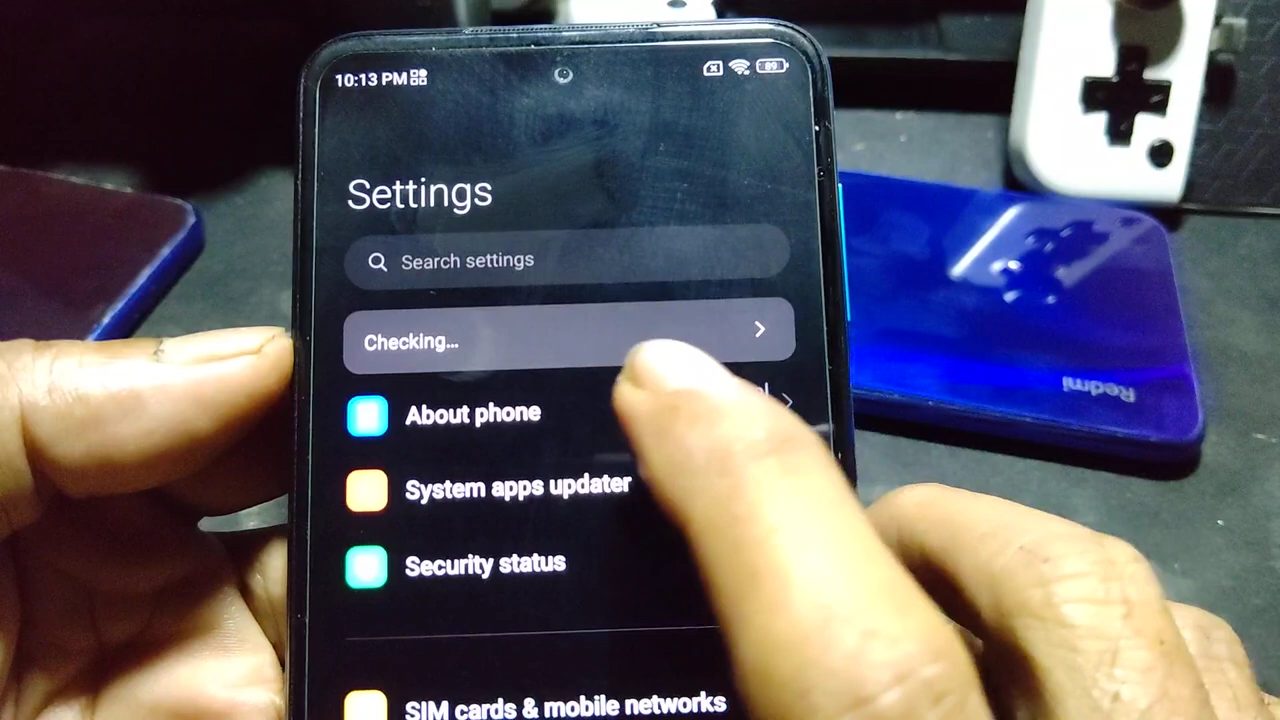 10:13 PM
89
Settings
Search settings
Checking...
About phone
System apps updater
Security status
SIM cards & mobile networks
Redmi